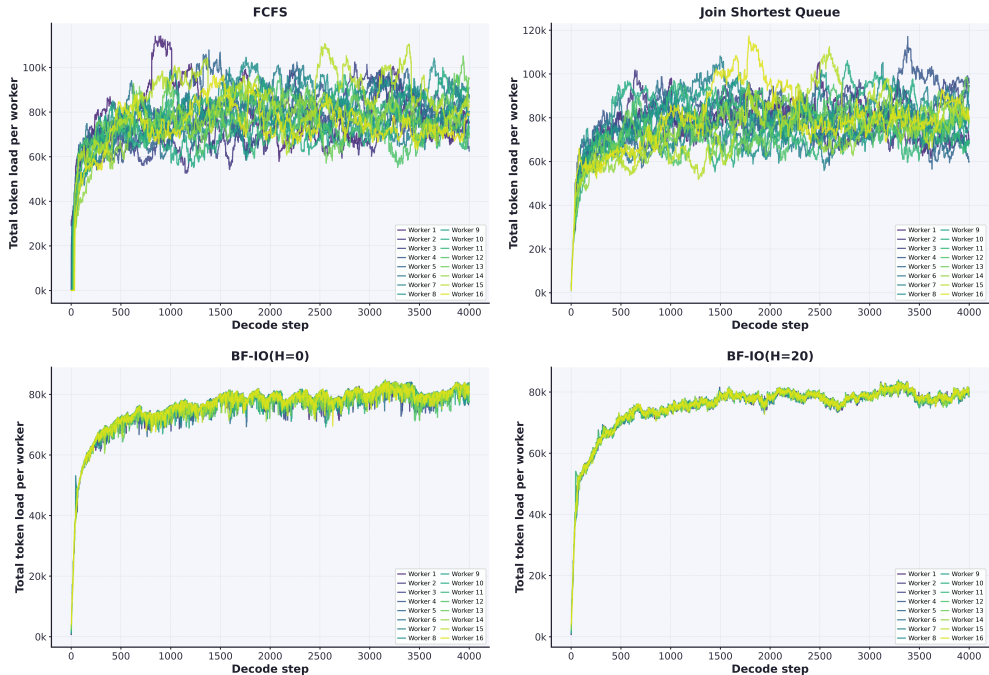 FCFS
Total token load per worker
100k
80k
60k
40k
20k
0k
0 500 1000 1500 2000 2500 3000 3500 4000
Decode step
Worker 1 Worker 9
Worker 2 Worker 10
Worker 3 Worker 11
Worker 4 Worker 12
Worker 5 Worker 13
Worker 6 Worker 14
Worker 7 Worker 15
Worker 8 Worker 16
Join Shortest Queue
Total token load per worker
120k
100k
80k
60k
40k
20k
0k
0 500 1000 1500 2000 2500 3000 3500 4000
Decode step
Worker 1 Worker 9
Worker 2 Worker 10
Worker 3 Worker 11
Worker 4 Worker 12
Worker 5 Worker 13
Worker 6 Worker 14
Worker 7 Worker 15
Worker 8 Worker 16
BF-IO(H=0)
Total token load per worker
80k
60k
40k
20k
0k
0 500 1000 1500 2000 2500 3000 3500 4000
Decode step
Worker 1 Worker 9
Worker 2 Worker 10
Worker 3 Worker 11
Worker 4 Worker 12
Worker 5 Worker 13
Worker 6 Worker 14
Worker 7 Worker 15
Worker 8 Worker 16
BF-IO(H=20)
Total token load per worker
80k
60k
40k
20k
0k
0 500 1000 1500 2000 2500 3000 3500 4000
Decode step
Worker 1 Worker 9
Worker 2 Worker 10
Worker 3 Worker 11
Worker 4 Worker 12
Worker 5 Worker 13
Worker 6 Worker 14
Worker 7 Worker 15
Worker 8 Worker 16